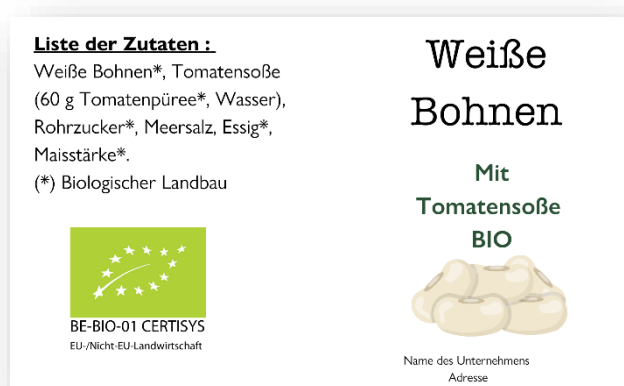 Liste der Zutaten :
Weiße Bohnen*, Tomatensoße
(60 g Tomatenpüree*, Wasser),
Rohrzucker*, Meersalz, Essig*,
Maisstärke*.
(*) Biologischer Landbau
BE-BIO-01 CERTISYS
EU-/Nicht-EU-Landwirtschaft
Weiße
Bohnen
Mit
Tomatensoße
BIO
Name des Unternehmens
Adresse